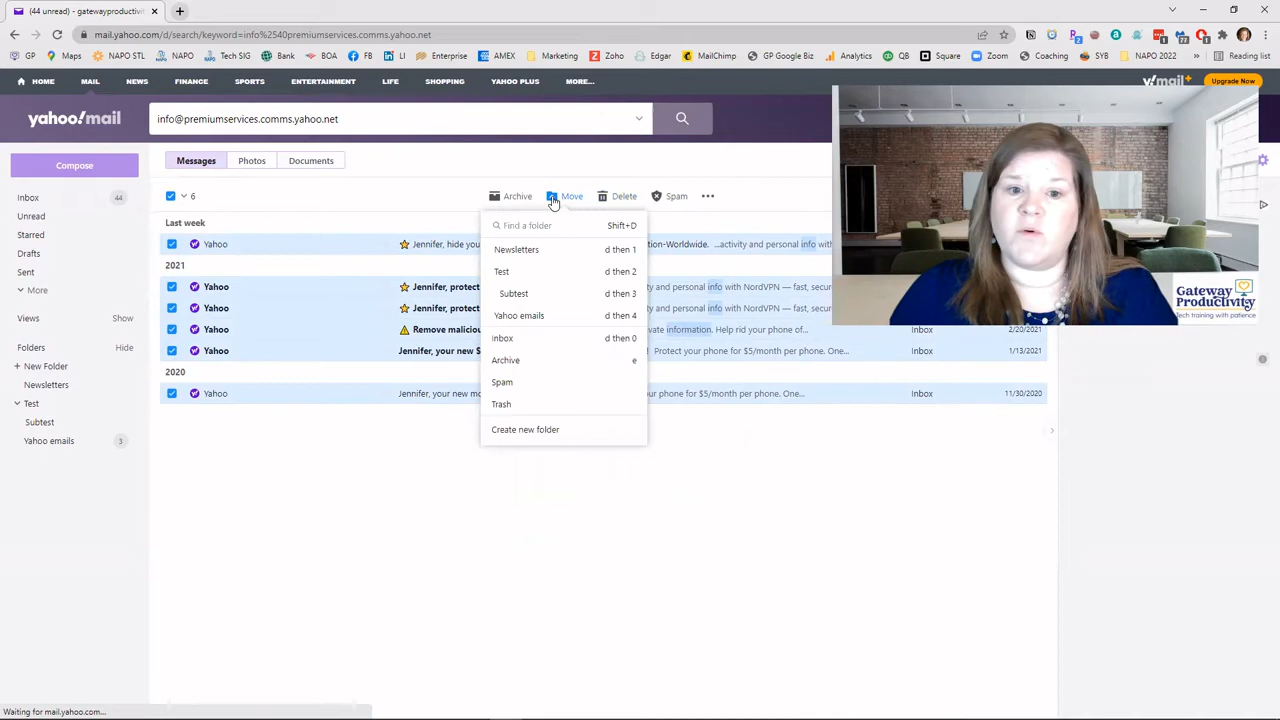 (44 unread) - gatewayproductivi
mail.yahoo.com/d/search/keyword=info%2540premiumservices.comms.yahoo.net
GP Maps NAPO STL Tech SIG Bank BOA FB LI Enterprise AMEX Marketing Zoho Edgar MailChimp GP Google Biz Analytics QB Square Zoom Coaching SYB NAPO 2022
HOME MAIL NEWS FINANCE SPORTS ENTERTAINMENT LIFE SHOPPING YAHOO PLUS MORE... y!mail+ Upgrade Now
yahoo!mail info@premiumservices.comms.yahoo.net
Messages Photos Documents
Compose
6 Archive Move Delete Spam
Inbox 44
Unread
Starred
Drafts
Sent
More
Views Show
Folders Hide
+ New Folder
Newsletters
Test
Subtest
Yahoo emails 3
Last week
Yahoo Jennifer, hide you tion-Worldwide. ...activity and personal info with
2021
Yahoo Jennifer, protect ty and personal info with NordVPN — fast, secur
Yahoo Jennifer, protect ty and personal info with NordVPN — fast, secur
Yahoo Remove maliciou vate information. Help rid your phone of... Inbox 2/20/2021
Yahoo Jennifer, your new $ ! Protect your phone for $5/month per phone. One... Inbox 1/13/2021
2020
Yahoo Jennifer, your new mo your phone for $5/month per phone. One... Inbox 11/30/2020
Find a folder Shift+D
Newsletters d then 1
Test d then 2
Subtest d then 3
Yahoo emails d then 4
Inbox d then 0
Archive e
Spam
Trash
Create new folder
Gateway
Productivity
Tech training with patience
Waiting for mail.yahoo.com...